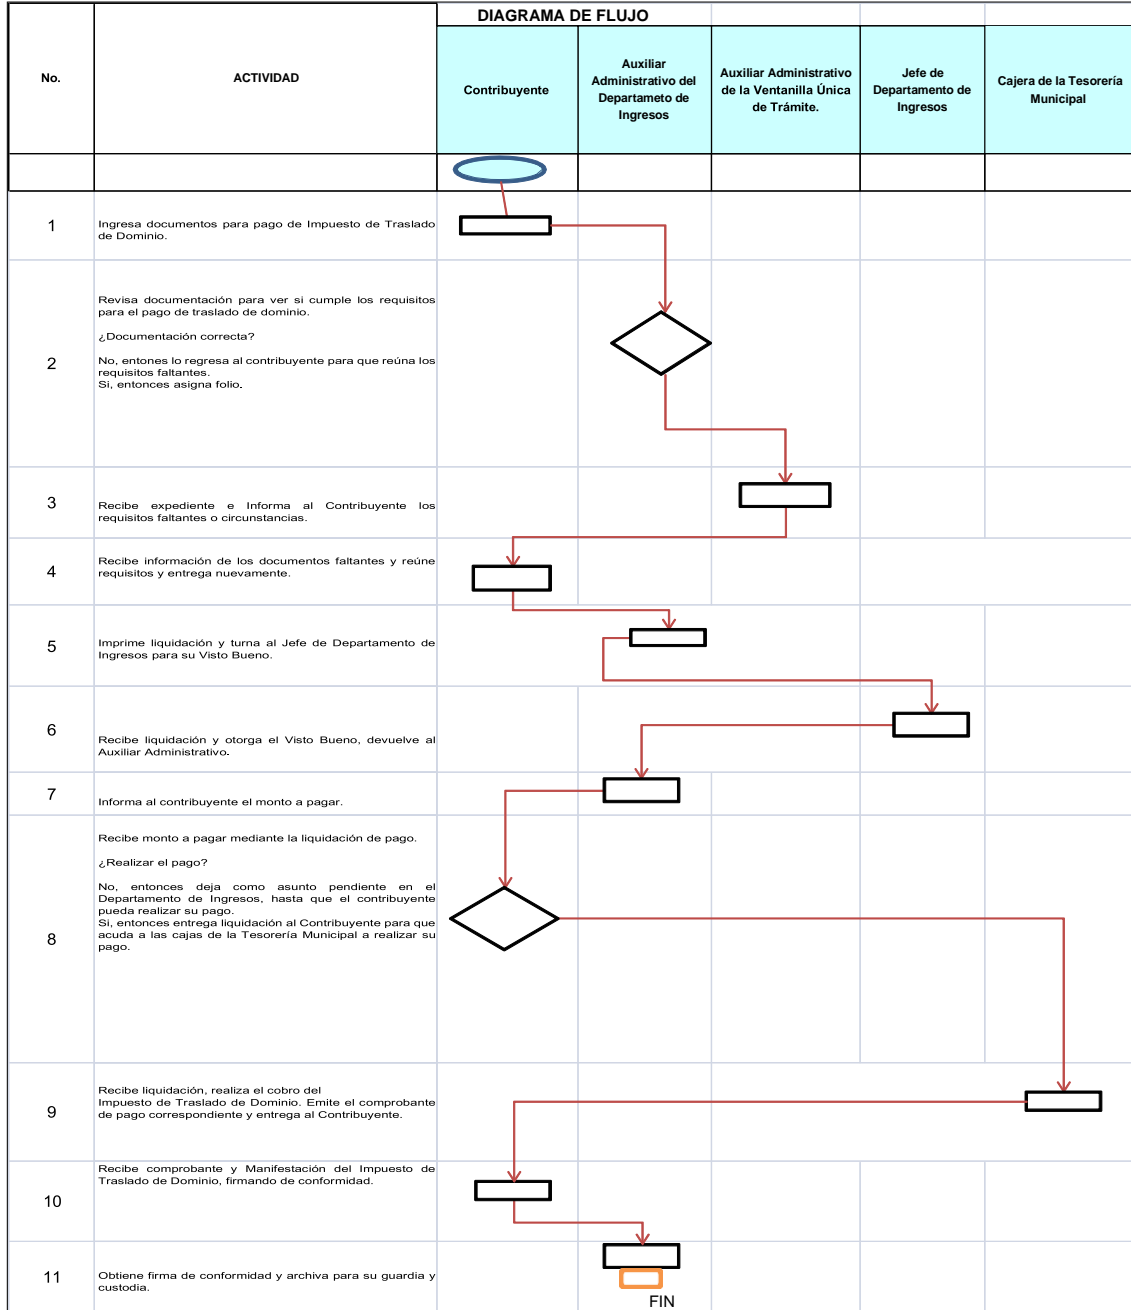 DIAGRAMA DE FLUJO
No.
ACTIVIDAD
Contribuyente
Auxiliar
Administrativo del
Departameto de
Ingresos
Auxiliar Administrativo
de la Ventanilla Única
de Trámite.
Jefe de
Departamento de
Ingresos
Cajera de la Tesorería
Municipal
1
Ingresa documentos para pago de Impuesto de Traslado
de Dominio.
2
Revisa documentación para ver si cumple los requisitos
para el pago de traslado de dominio.
¿Documentación correcta?
No, entones lo regresa al contribuyente para que reúna los
requisitos faltantes.
Si, entonces asigna folio.
3
Recibe expediente e Informa al Contribuyente los
requisitos faltantes o circunstancias.
4
Recibe información de los documentos faltantes y reúne
requisitos y entrega nuevamente.
5
Imprime liquidación y turna al Jefe de Departamento de
Ingresos para su Visto Bueno.
6
Recibe liquidación y otorga el Visto Bueno, devuelve al
Auxiliar Administrativo.
7
Informa al contribuyente el monto a pagar.
8
Recibe monto a pagar mediante la liquidación de pago.
¿Realizar el pago?
No, entonces deja como asunto pendiente en el
Departamento de Ingresos, hasta que el contribuyente
pueda realizar su pago.
Si, entonces entrega liquidación al Contribuyente para que
acuda a las cajas de la Tesorería Municipal a realizar su
pago.
9
Recibe liquidación, realiza el cobro del
Impuesto de Traslado de Dominio. Emite el comprobante
de pago correspondiente y entrega al Contribuyente.
10
Recibe comprobante y Manifestación del Impuesto de
Traslado de Dominio, firmando de conformidad.
11
Obtiene firma de conformidad y archiva para su guardia y
custodia.
FIN